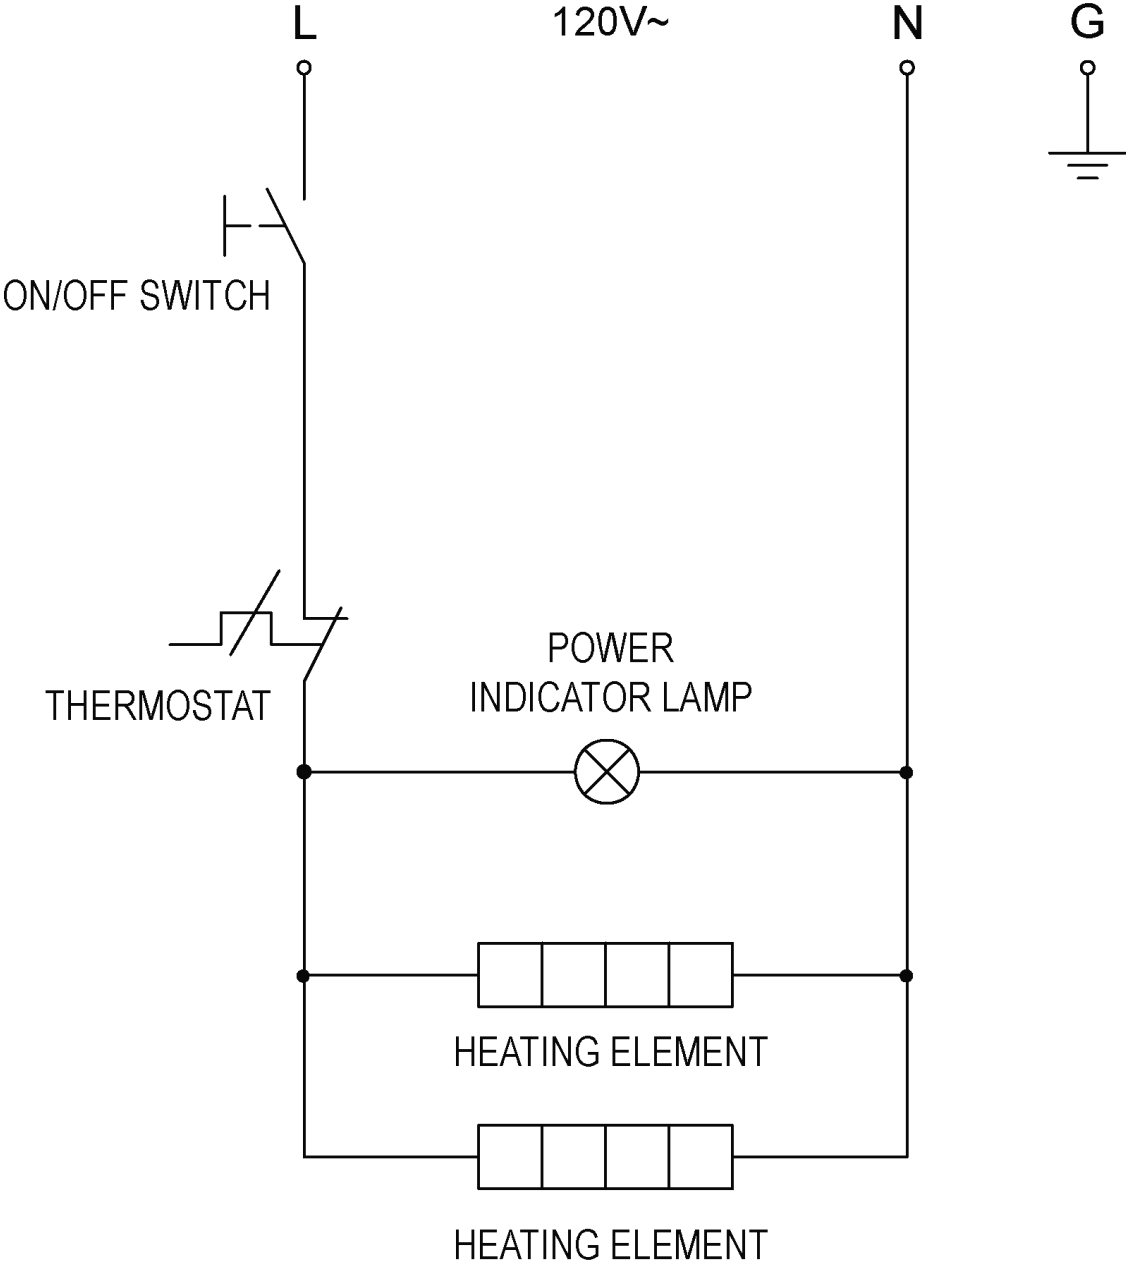 L 120V~ N G
ON/OFF SWITCH
POWER
INDICATOR LAMP
THERMOSTAT
HEATING ELEMENT
HEATING ELEMENT